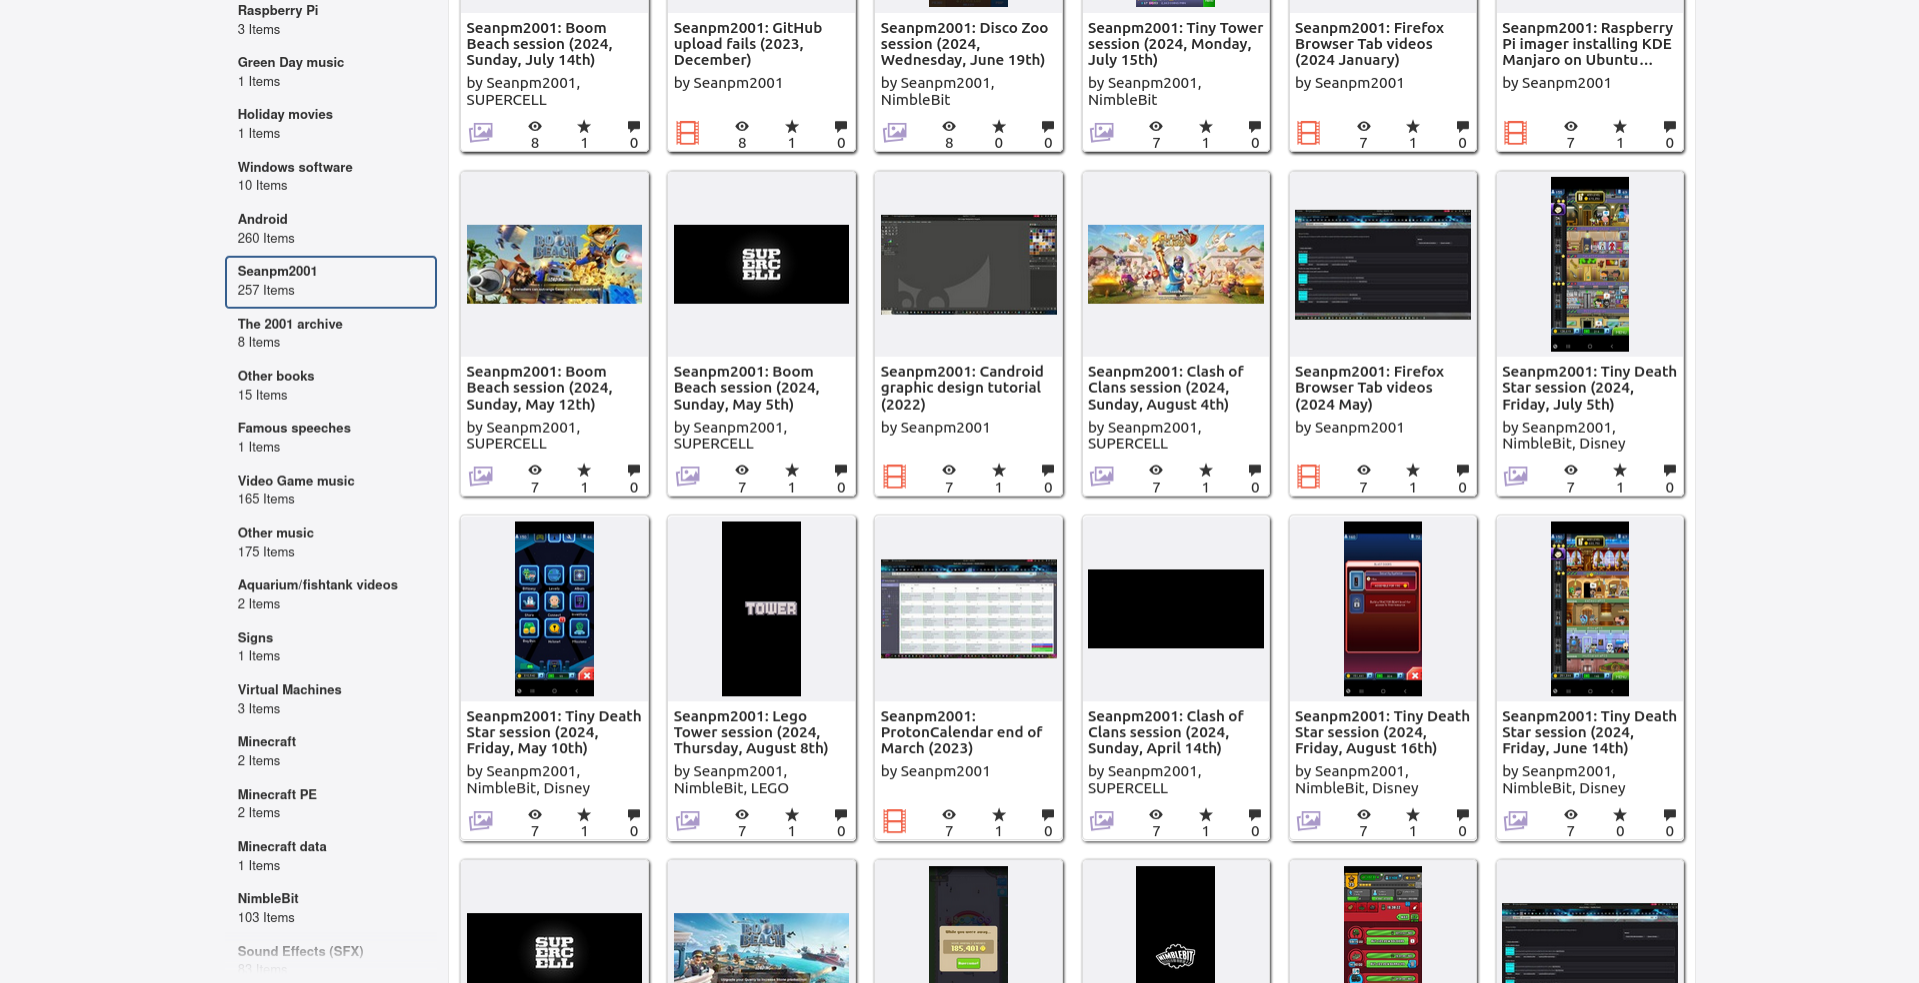 Raspberry Pi
3 Items
Green Day music
1 Items
Holiday movies
1 Items
Windows software
10 Items
Android
260 Items
Seanpm2001
257 Items
The 2001 archive
8 Items
Other books
15 Items
Famous speeches
1 Items
Video Game music
165 Items
Other music
175 Items
Aquarium/fishtank videos
2 Items
Signs
1 Items
Virtual Machines
3 Items
Minecraft
2 Items
Minecraft PE
2 Items
Minecraft data
1 Items
NimbleBit
103 Items
Sound Effects (SFX)
83 Items
Seanpm2001: Boom
Beach session (2024,
Sunday, July 14th)
by Seanpm2001,
SUPERCELL
8 1 0
Seanpm2001: GitHub
upload fails (2023,
December)
by Seanpm2001
8 1 0
Seanpm2001: Disco Zoo
session (2024,
Wednesday, June 19th)
by Seanpm2001,
NimbleBit
8 0 0
Seanpm2001: Tiny Tower
session (2024, Monday,
July 15th)
by Seanpm2001,
NimbleBit
7 1 0
Seanpm2001: Firefox
Browser Tab videos
(2024 January)
by Seanpm2001
7 1 0
Seanpm2001: Raspberry
Pi imager installing KDE
Manjaro on Ubuntu...
by Seanpm2001
7 1 0
BOOM
BEACH
Seanpm2001: Boom
Beach session (2024,
Sunday, May 12th)
by Seanpm2001,
SUPERCELL
7 1 0
SUP
ERC
ELL
Seanpm2001: Boom
Beach session (2024,
Sunday, May 5th)
by Seanpm2001,
SUPERCELL
7 1 0
Seanpm2001: Candroid
graphic design tutorial
(2022)
by Seanpm2001
7 1 0
Seanpm2001: Clash of
Clans session (2024,
Sunday, August 4th)
by Seanpm2001,
SUPERCELL
7 1 0
Seanpm2001: Firefox
Browser Tab videos
(2024 May)
by Seanpm2001
7 1 0
Seanpm2001: Tiny Death
Star session (2024,
Friday, July 5th)
by Seanpm2001,
NimbleBit, Disney
7 1 0
Seanpm2001: Tiny Death
Star session (2024,
Friday, May 10th)
by Seanpm2001,
NimbleBit, Disney
7 1 0
TOWER
Seanpm2001: Lego
Tower session (2024,
Thursday, August 8th)
by Seanpm2001,
NimbleBit, LEGO
7 1 0
Seanpm2001:
ProtonCalendar end of
March (2023)
by Seanpm2001
7 1 0
Seanpm2001: Clash of
Clans session (2024,
Sunday, April 14th)
by Seanpm2001,
SUPERCELL
7 1 0
Seanpm2001: Tiny Death
Star session (2024,
Friday, August 16th)
by Seanpm2001,
NimbleBit, Disney
7 1 0
Seanpm2001: Tiny Death
Star session (2024,
Friday, June 14th)
by Seanpm2001,
NimbleBit, Disney
7 0 0
SUP
ERC
ELL
BOOM
BEACH
While you were away...
185,401
NIMBLEBIT